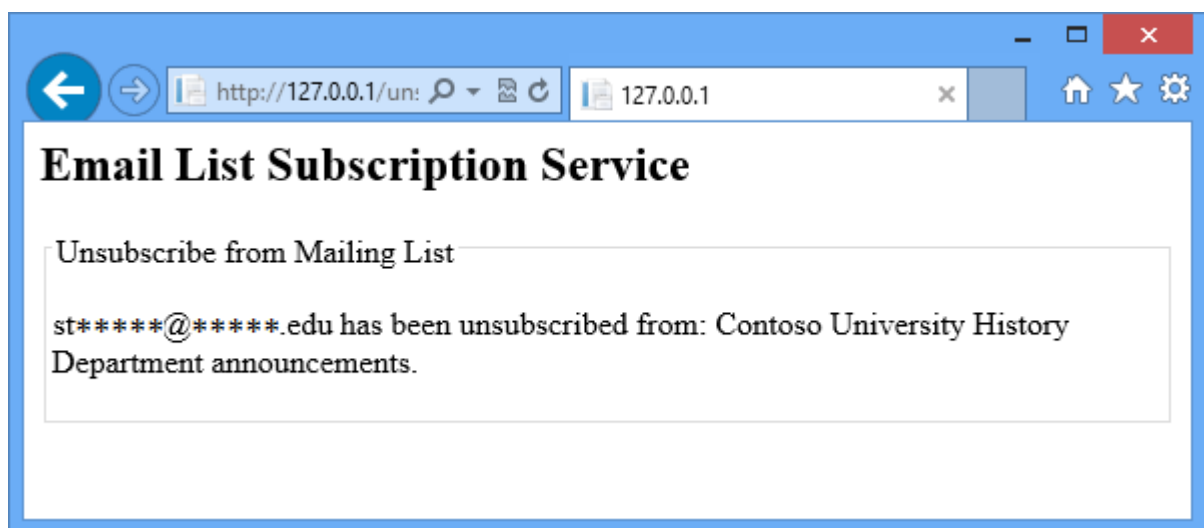 http://127.0.0.1/un:
127.0.0.1
Email List Subscription Service
Unsubscribe from Mailing List
st*****@*****.edu has been unsubscribed from: Contoso University History
Department announcements.